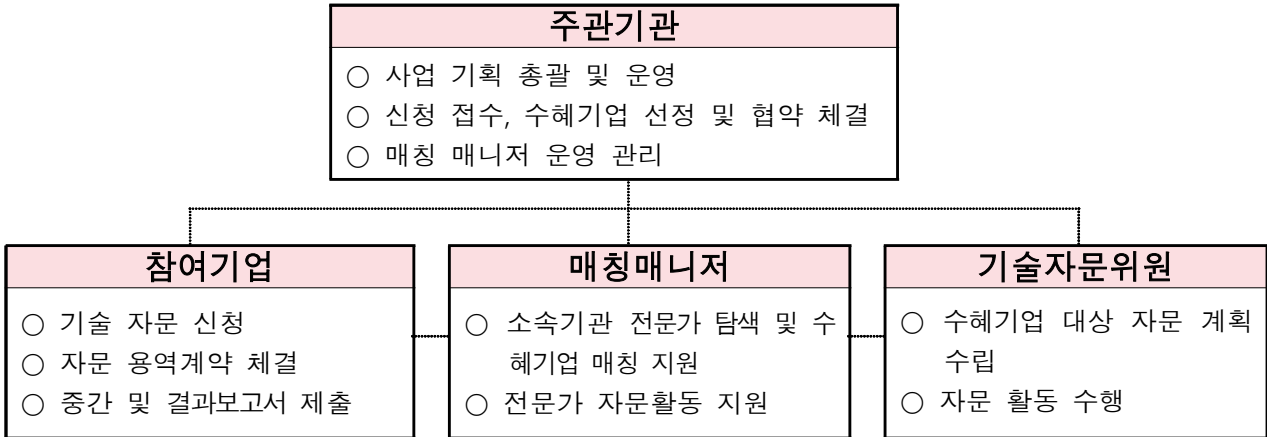 주관기관
○ 사업 기획 총괄 및 운영
○ 신청 접수, 수혜기업 선정 및 협약 체결
○ 매칭 매니저 운영 관리
참여기업
○ 기술 자문 신청
○ 자문 용역계약 체결
○ 중간 및 결과보고서 제출
매칭매니저
○ 소속기관 전문가 탐색 및 수
혜기업 매칭 지원
○ 전문가 자문활동 지원
기술자문위원
○ 수혜기업 대상 자문 계획
수립
○ 자문 활동 수행